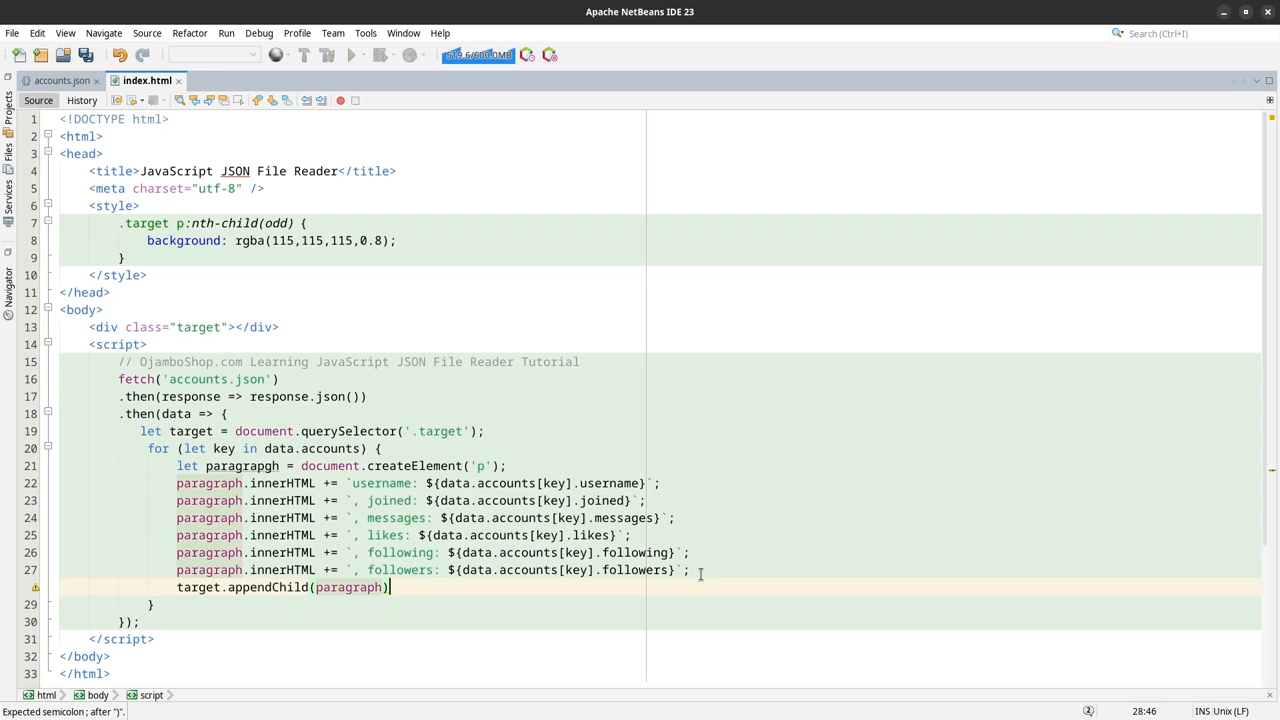 Apache NetBeans IDE 23
File Edit View Navigate Source Refactor Run Debug Profile Team Tools Window Help
Search (Ctrl+I)
/600.0MB
accounts.json
index.html
Source History
Projects
Files
Services
Navigator
1 <!DOCTYPE html>
2 <html>
3 <head>
4 <title>JavaScript JSON File Reader</title>
5 <meta charset="utf-8" />
6 <style>
7 .target p:nth-child(odd) {
8 background: rgba(115,115,115,0.8);
9 }
10 </style>
11 </head>
12 <body>
13 <div class="target"></div>
14 <script>
15 // OjamboShop.com Learning JavaScript JSON File Reader Tutorial
16 fetch('accounts.json')
17 .then(response => response.json())
18 .then(data => {
19 let target = document.querySelector('.target');
20 for (let key in data.accounts) {
21 let paragrapgh = document.createElement('p');
22 paragraph.innerHTML += `username: ${data.accounts[key].username}`;
23 paragraph.innerHTML += `, joined: ${data.accounts[key].joined}`;
24 paragraph.innerHTML += `, messages: ${data.accounts[key].messages}`;
25 paragraph.innerHTML += `, likes: ${data.accounts[key].likes}`;
26 paragraph.innerHTML += `, following: ${data.accounts[key].following}`;
27 paragraph.innerHTML += `, followers: ${data.accounts[key].followers}`;
target.appendChild(paragraph)
29 }
30 });
31 </script>
32 </body>
33 </html>
html body script
Expected semicolon ; after ")".
2
28:46
INS Unix (LF)